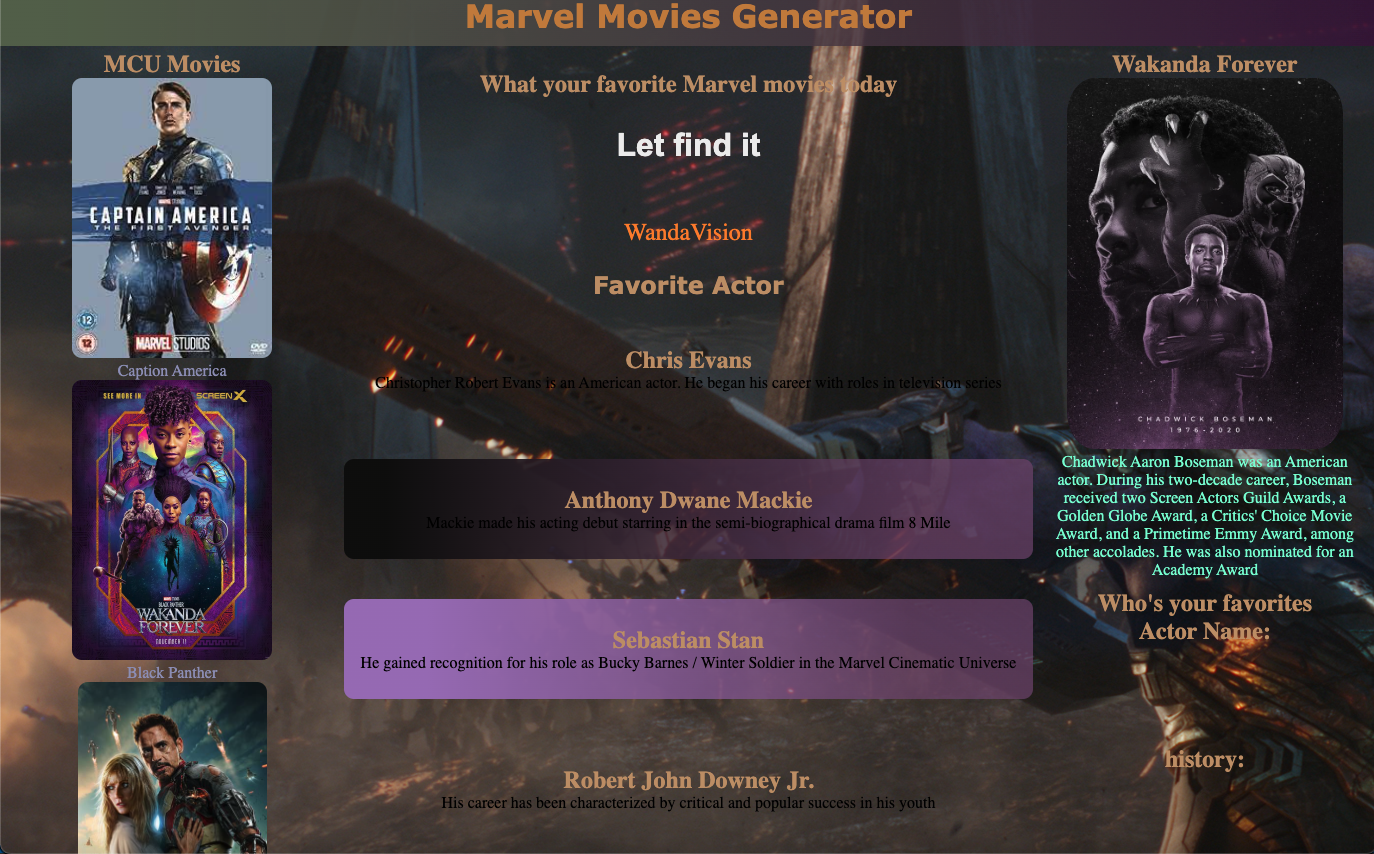 Marvel Movies Generator
MCU Movies
CAPTAIN AMERICA
THE FIRST AVENGER
12
12
MARVEL STUDIOS
DVD
Caption America
SEE MORE IN SCREENX
BLACK PANTHER
WAKANDA
FOREVER
NOVEMBER 11
Black Panther
What your favorite Marvel movies today
Let find it
WandaVision
Favorite Actor
Chris Evans
Christopher Robert Evans is an American actor. He began his career with roles in television series
Anthony Dwane Mackie
Mackie made his acting debut starring in the semi-biographical drama film 8 Mile
Sebastian Stan
He gained recognition for his role as Bucky Barnes / Winter Soldier in the Marvel Cinematic Universe
Robert John Downey Jr.
His career has been characterized by critical and popular success in his youth
Wakanda Forever
CHADWICK BOSEMAN
1976-2020
Chadwick Aaron Boseman was an American
actor. During his two-decade career, Boseman
received two Screen Actors Guild Awards, a
Golden Globe Award, a Critics' Choice Movie
Award, and a Primetime Emmy Award, among
other accolades. He was also nominated for an
Academy Award
Who's your favorites
Actor Name:
history: